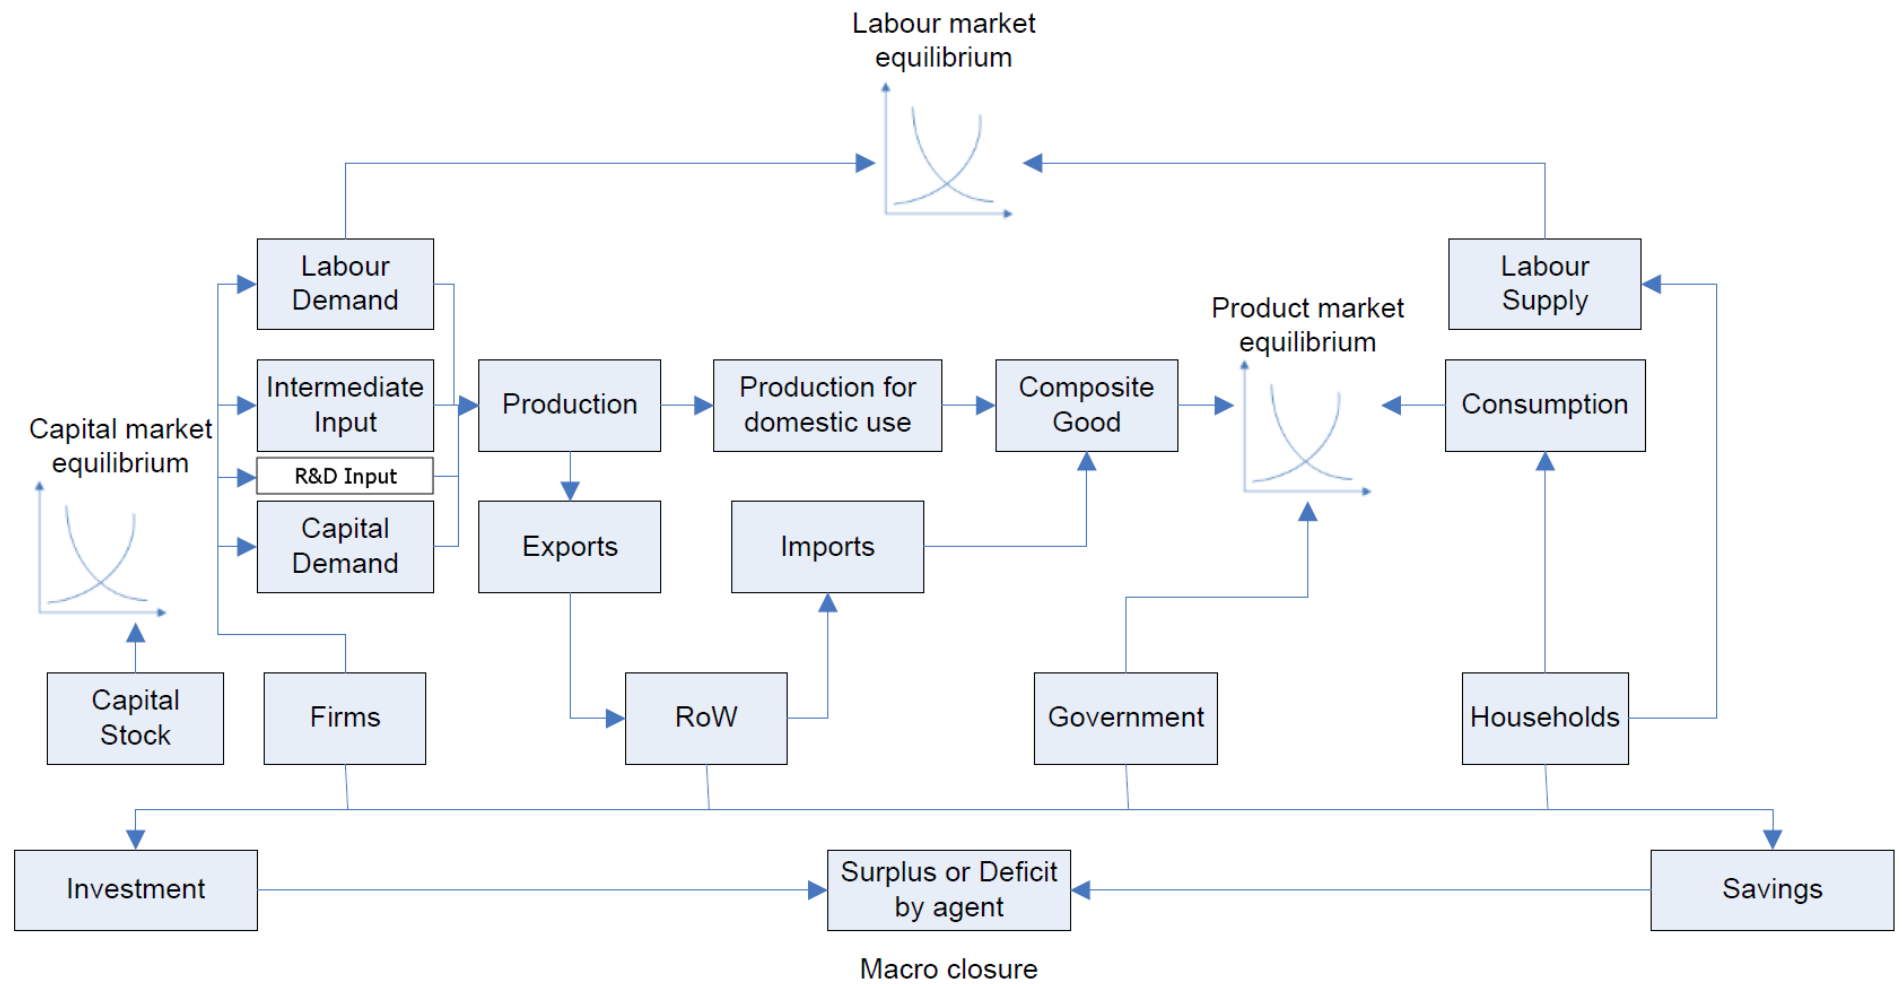 Labour market
equilibrium
Labour
Demand
Labour
Supply
Product market
equilibrium
Intermediate
Input
Production
Production for
domestic use
Composite
Good
Consumption
Capital market
equilibrium
R&D Input
Capital
Demand
Exports
Imports
Capital
Stock
Firms
RoW
Government
Households
Investment
Surplus or Deficit
by agent
Savings
Macro closure